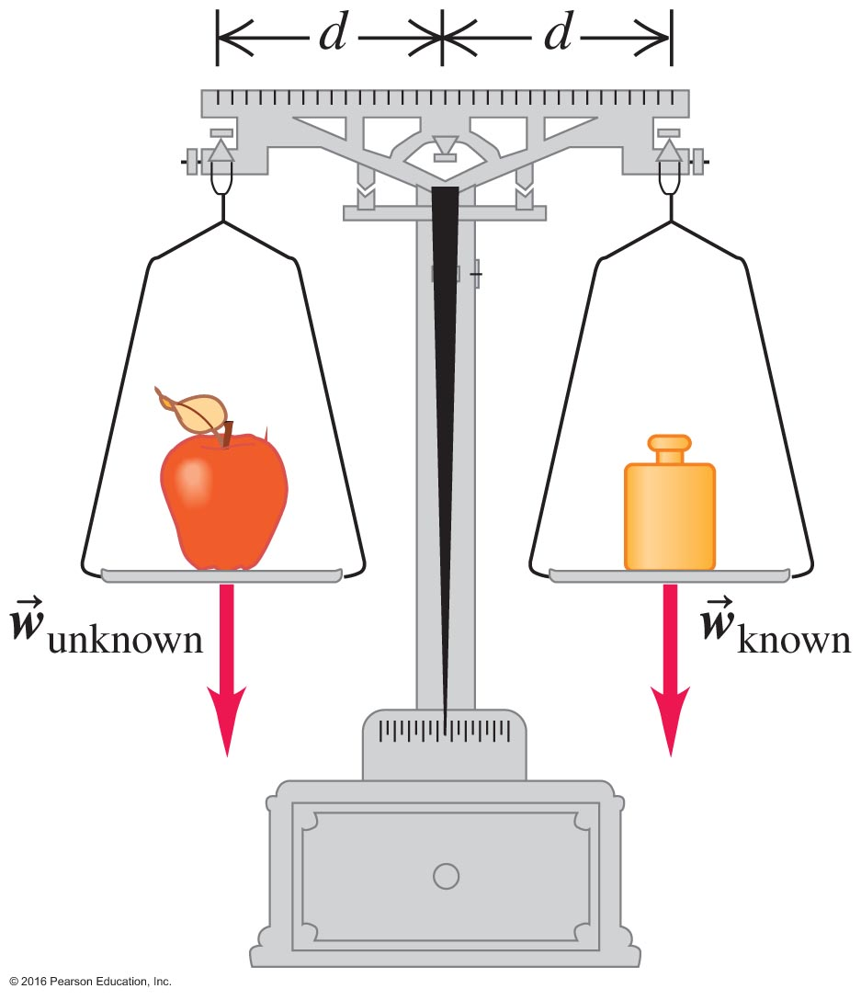 d d
w⃗ unknown w⃗ known
© 2016 Pearson Education, Inc.